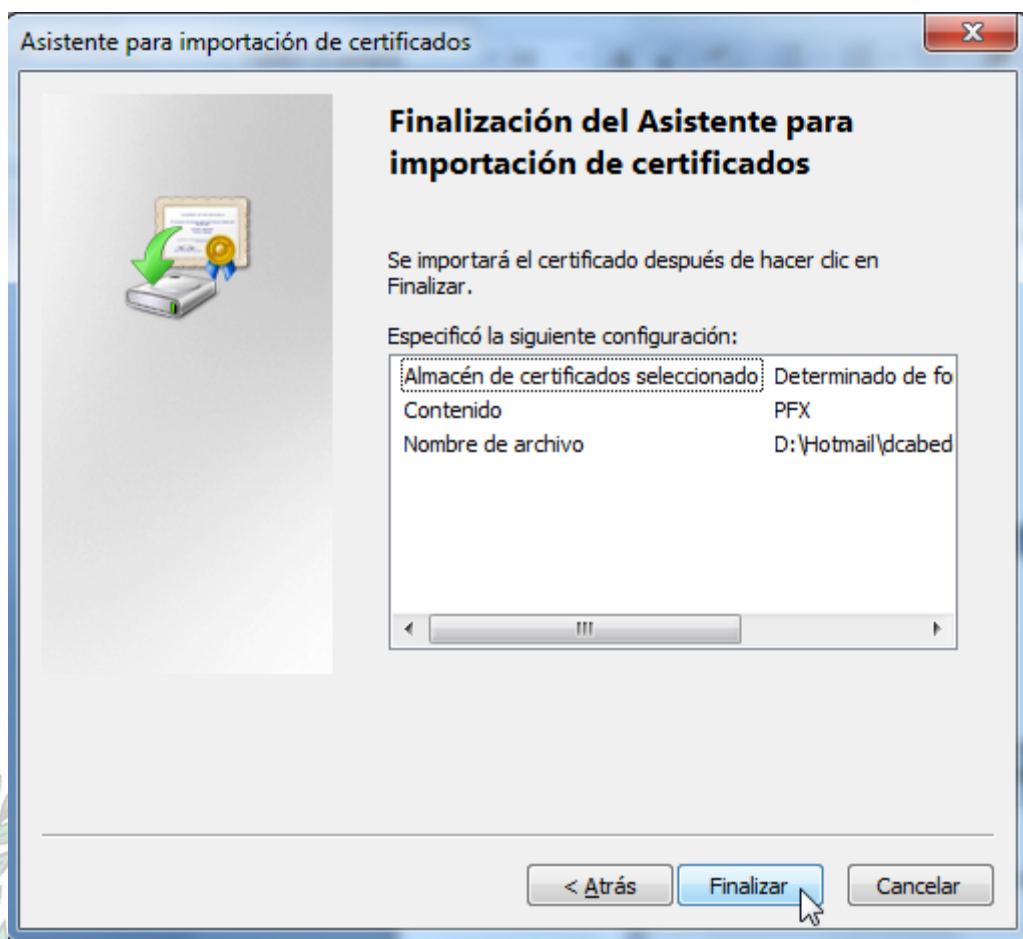 Asistente para importación de certificados
Finalización del Asistente para
importación de certificados
Se importará el certificado después de hacer clic en
Finalizar.
Especificó la siguiente configuración:
Almacén de certificados seleccionado Determinado de fo
Contenido PFX
Nombre de archivo D:\Hotmail\dcabed
< Atrás Finalizar Cancelar